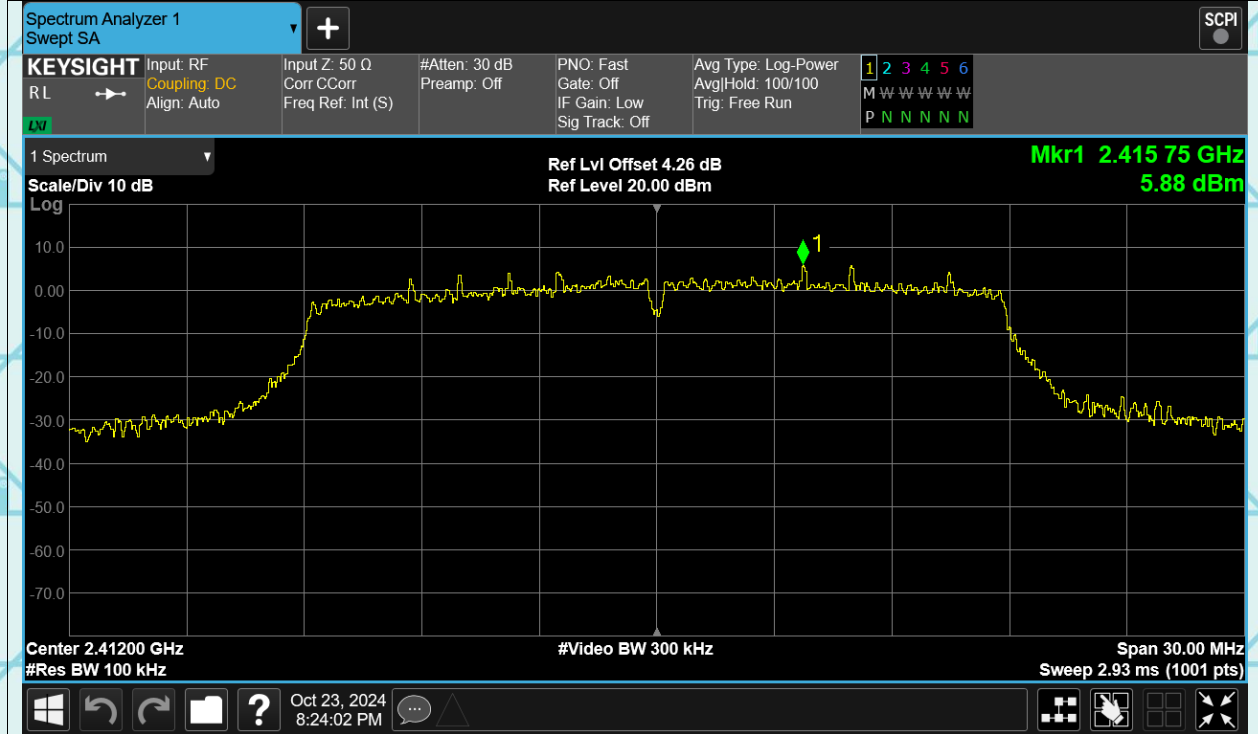 Spectrum Analyzer 1
Swept SA
SCPI
KEYSIGHT
R L
LXI
Input: RF
Coupling: DC
Align: Auto
Input Z: 50 Ω
Corr CCorr
Freq Ref: Int (S)
#Atten: 30 dB
Preamp: Off
PNO: Fast
Gate: Off
IF Gain: Low
Sig Track: Off
Avg Type: Log-Power
Avg|Hold: 100/100
Trig: Free Run
1 2 3 4 5 6
M W W W W W
P N N N N N
1 Spectrum
Scale/Div 10 dB
Log
Ref Lvl Offset 4.26 dB
Ref Level 20.00 dBm
Mkr1 2.415 75 GHz
5.88 dBm
1
10.0
0.00
-10.0
-20.0
-30.0
-40.0
-50.0
-60.0
-70.0
Center 2.41200 GHz
#Res BW 100 kHz
#Video BW 300 kHz
Span 30.00 MHz
Sweep 2.93 ms (1001 pts)
?
Oct 23, 2024
8:24:02 PM